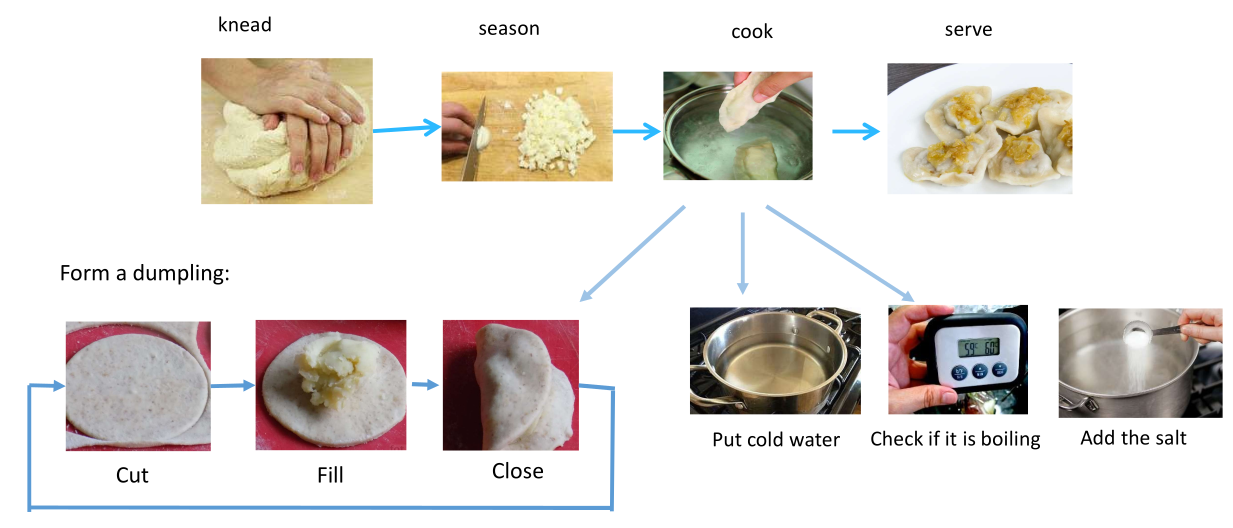 knead
season
cook
serve
Form a dumpling:
59°C 60°C
Cut
Fill
Close
Put cold water
Check if it is boiling
Add the salt